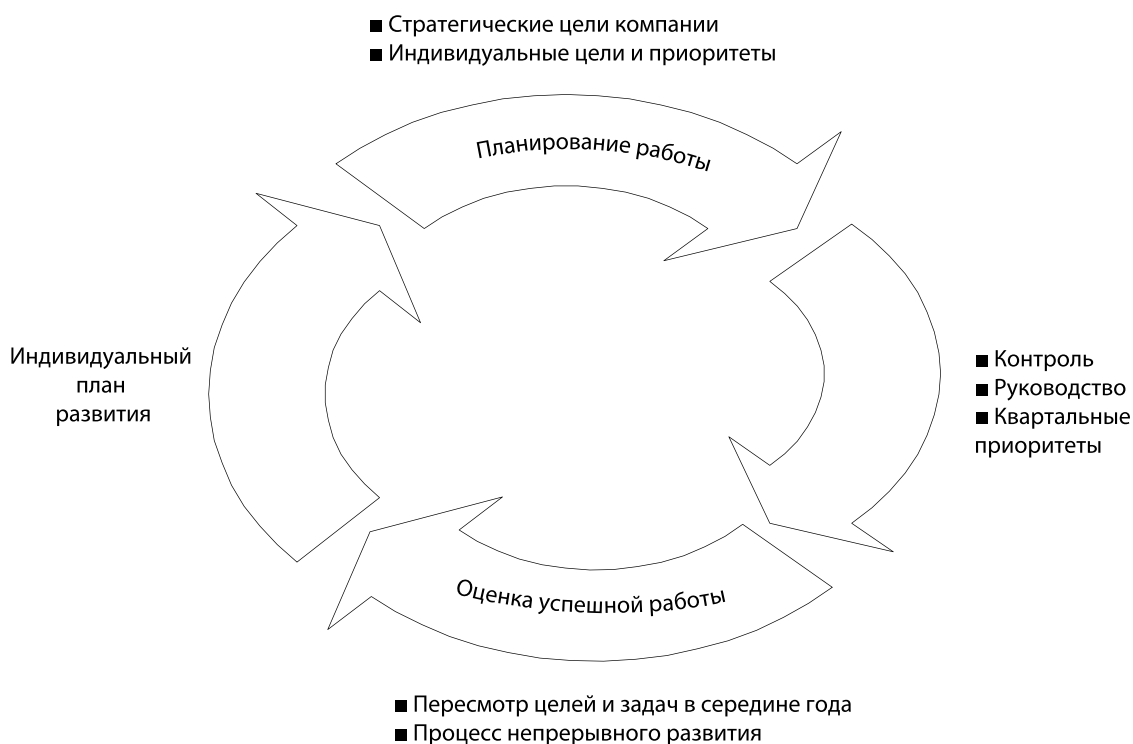 ■ Стратегические цели компании
■ Индивидуальные цели и приоритеты
Планирование работы
Индивидуальный
план
развития
■ Контроль
■ Руководство
■ Квартальные
приоритеты
Оценка успешной работы
■ Пересмотр целей и задач в середине года
■ Процесс непрерывного развития